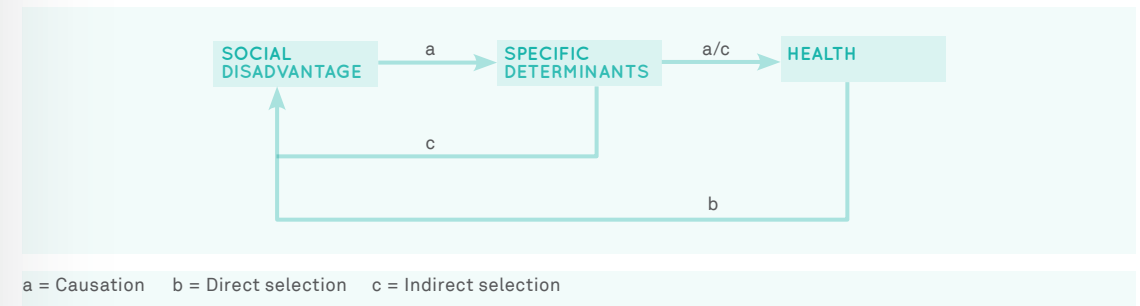 SOCIAL
DISADVANTAGE
a
SPECIFIC
DETERMINANTS
a/c
HEALTH
c
b
a = Causation b = Direct selection c = Indirect selection